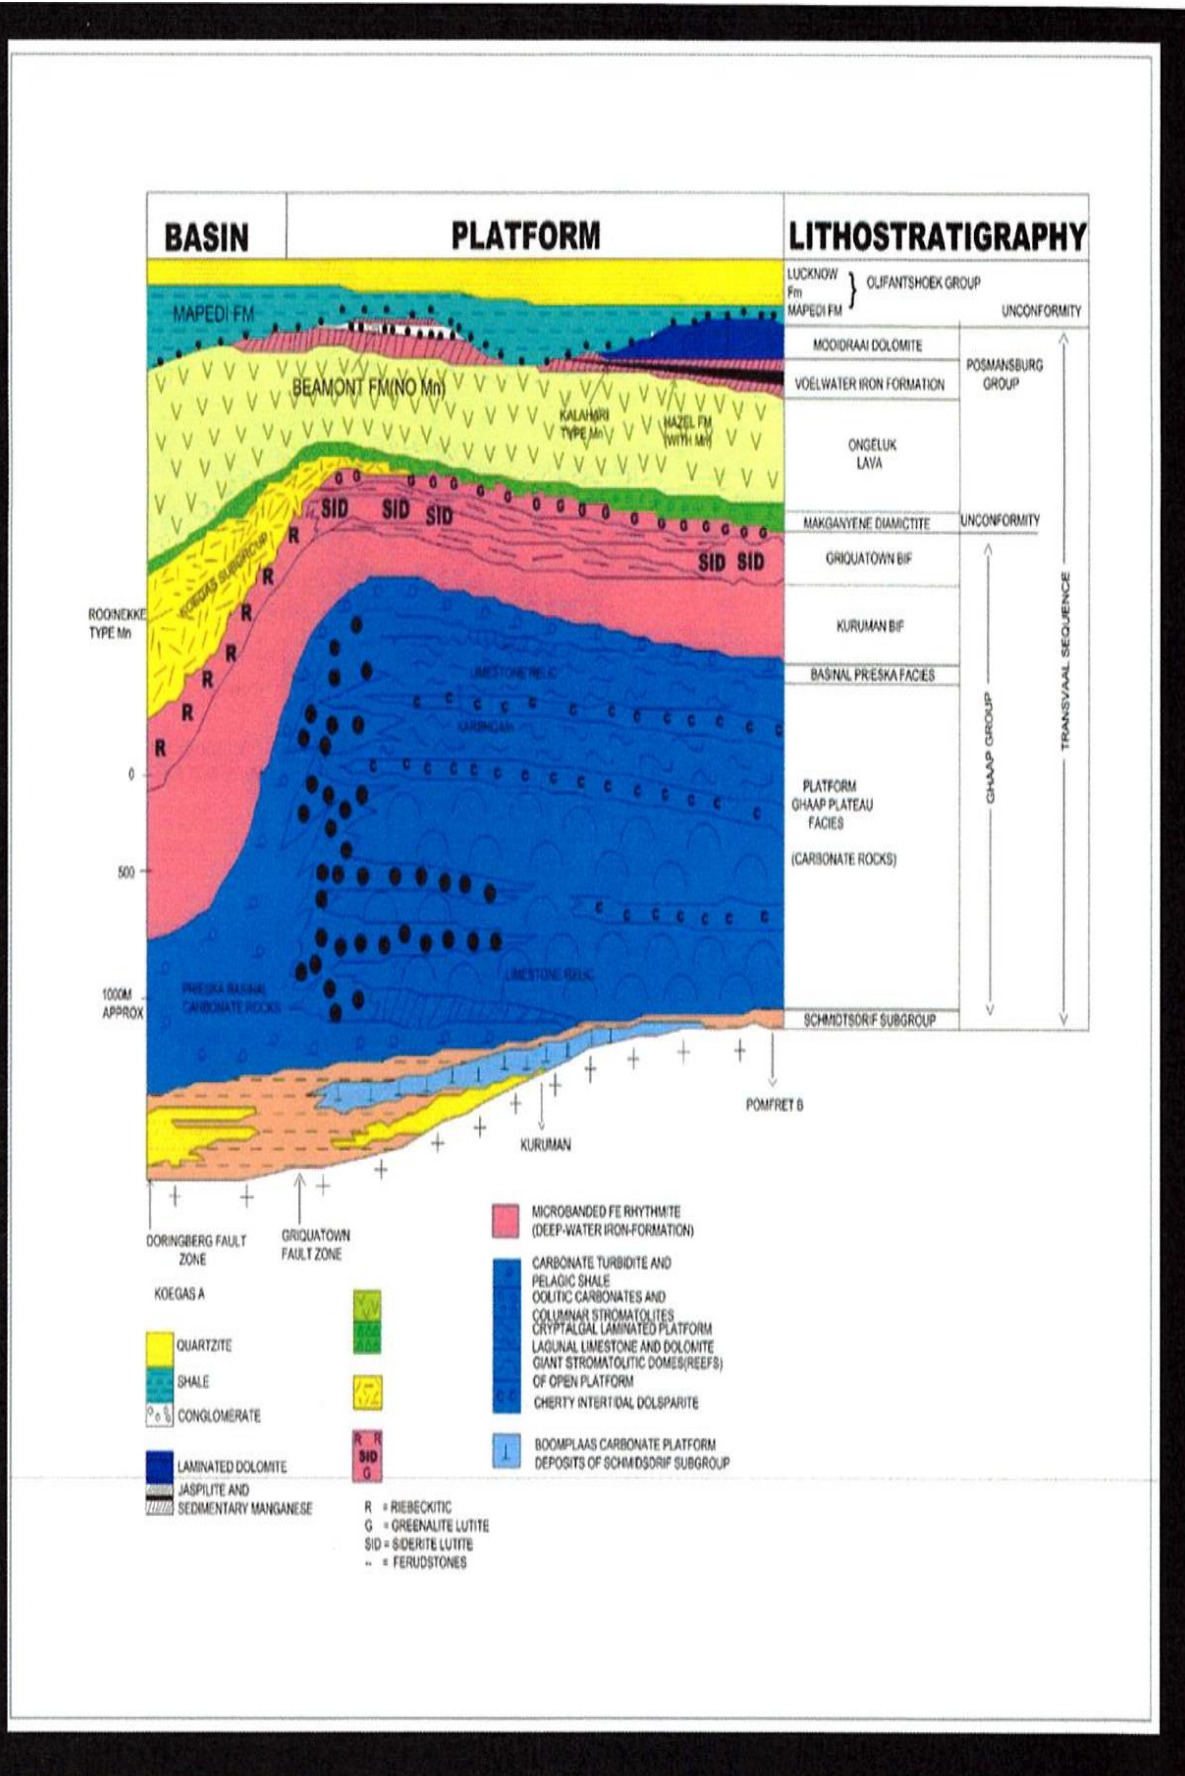 BASIN
PLATFORM
LITHOSTRATIGRAPHY
LUCKNOW
Fm
MAPEDI FM
} OLIFANTSHOEK GROUP
UNCONFORMITY
MAPEDI FM
MOOIDRAAI DOLOMITE
POSMANSBURG
GROUP
VOELWATER IRON FORMATION
BEAMONT FM(NO Mn)
KALAHARI
TYPE Mn
HAZEL FM
(WITH Mn)
ONGELUK
LAVA
MAKGANYENE DIAMICTITE
UNCONFORMITY
G G G G G G G G G G G G G G G
SID SID SID
SID SID
GRIQUATOWN BIF
R R R R R R R R
KOEGAS SUBGROUP
ROOINEKKE
TYPE Mn
KURUMAN BIF
BASINAL PRIESKA FACIES
TRANSVAAL SEQUENCE
GHAAP GROUP
LIMESTONE RELIC
C C C C C C C C C C C
C C C C C C C C C C C C C
C C C C C C
PLATFORM
GHAAP PLATEAU
FACIES
(CARBONATE ROCKS)
0
500
1000M
APPROX
LIMESTONE RELIC
PRIESKA BASINAL
CARBONATE ROCKS
SCHMIDTSDRIF SUBGROUP
POMFRET B
KURUMAN
DORINGBERG FAULT
ZONE
GRIQUATOWN
FAULT ZONE
KOEGAS A
QUARTZITE
SHALE
CONGLOMERATE
LAMINATED DOLOMITE
JASPILITE AND
SEDIMENTARY MANGANESE
R R
SID
G
R = RIEBECKITIC
G = GREENALITE LUTITE
SID = SIDERITE LUTITE
-- = FERUDSTONES
MICROBANDED FE RHYTHMITE
(DEEP-WATER IRON-FORMATION)
CARBONATE TURBIDITE AND
PELAGIC SHALE
OOLITIC CARBONATES AND
COLUMNAR STROMATOLITES
CRYPTALGAL LAMINATED PLATFORM
LAGUNAL LIMESTONE AND DOLOMITE
GIANT STROMATOLITIC DOMES(REEFS)
OF OPEN PLATFORM
C C CHERTY INTERTIDAL DOLSPARITE
BOOMPLAAS CARBONATE PLATFORM
DEPOSITS OF SCHMIDSDRIF SUBGROUP